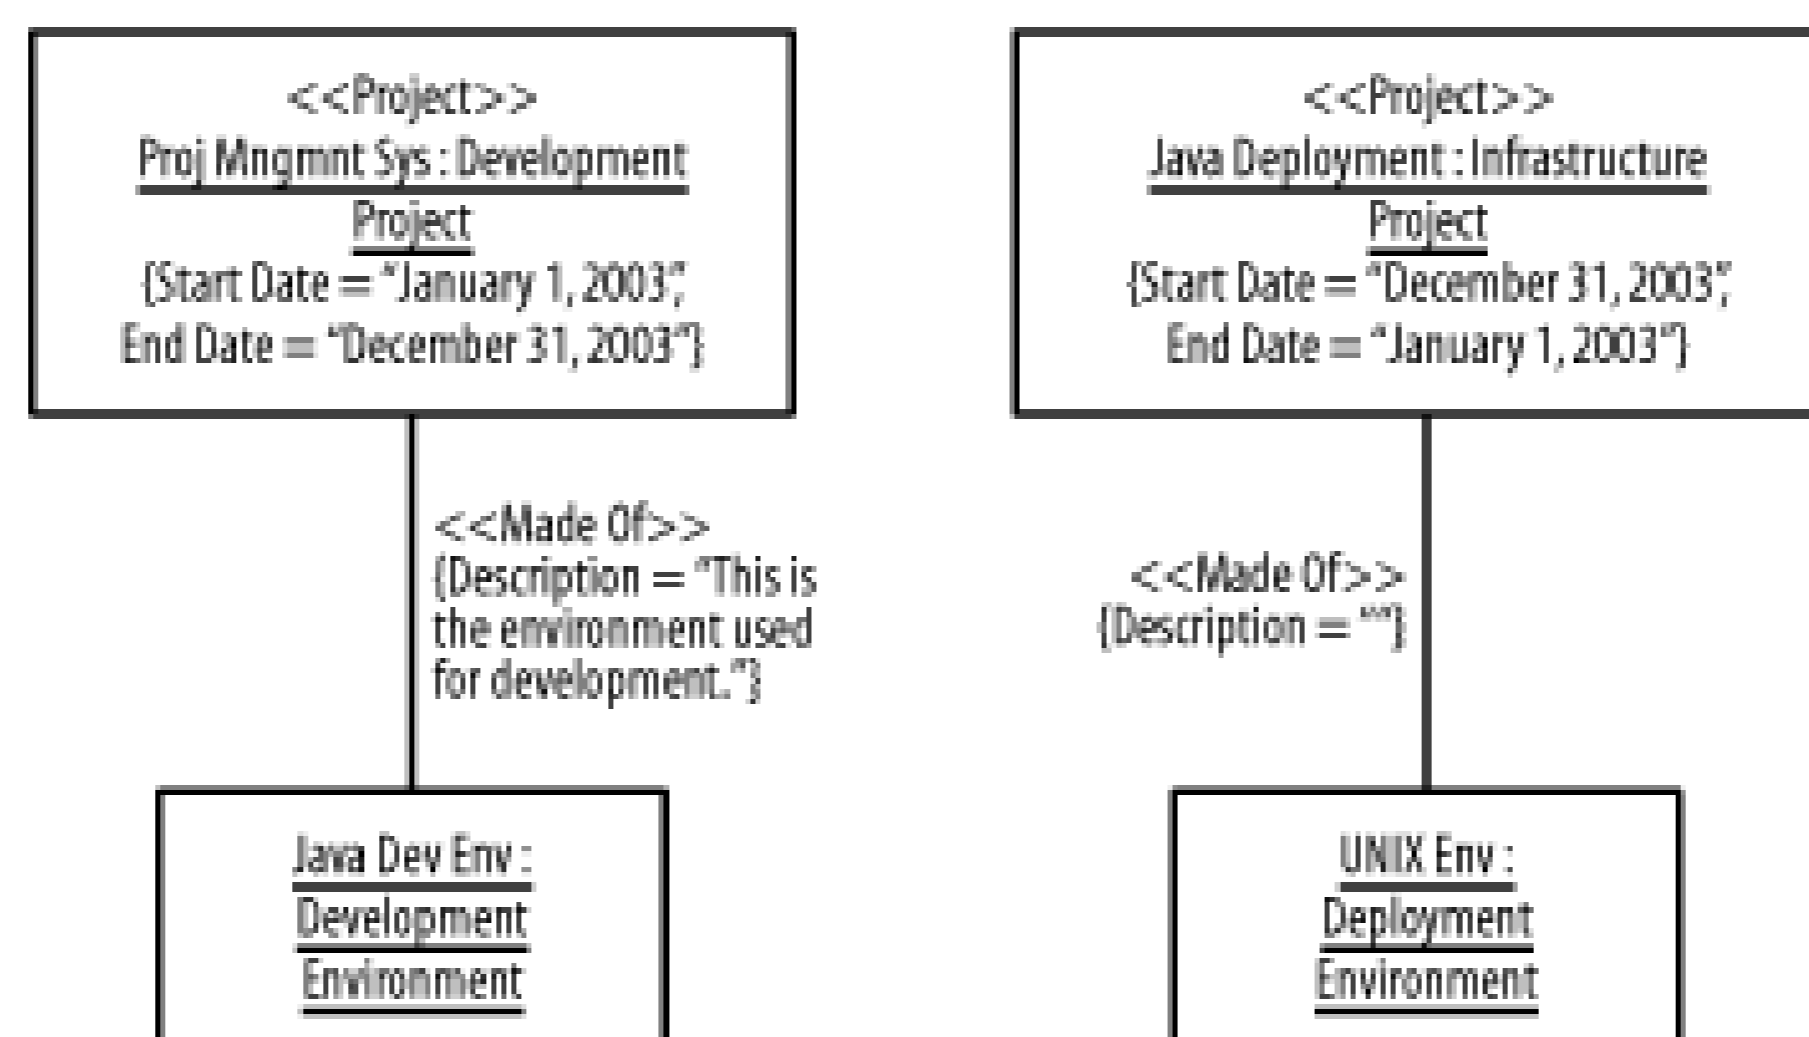 <<Project>>
Proj Mngmnt Sys : Development
Project
{Start Date = “January 1, 2003”,
End Date = “December 31, 2003”}
<<Made Of>>
{Description = “This is
the environment used
for development.”}
Java Dev Env :
Development
Environment
<<Project>>
Java Deployment : Infrastructure
Project
{Start Date = “December 31, 2003”,
End Date = “January 1, 2003”}
<<Made Of>>
{Description = “”}
UNIX Env :
Deployment
Environment